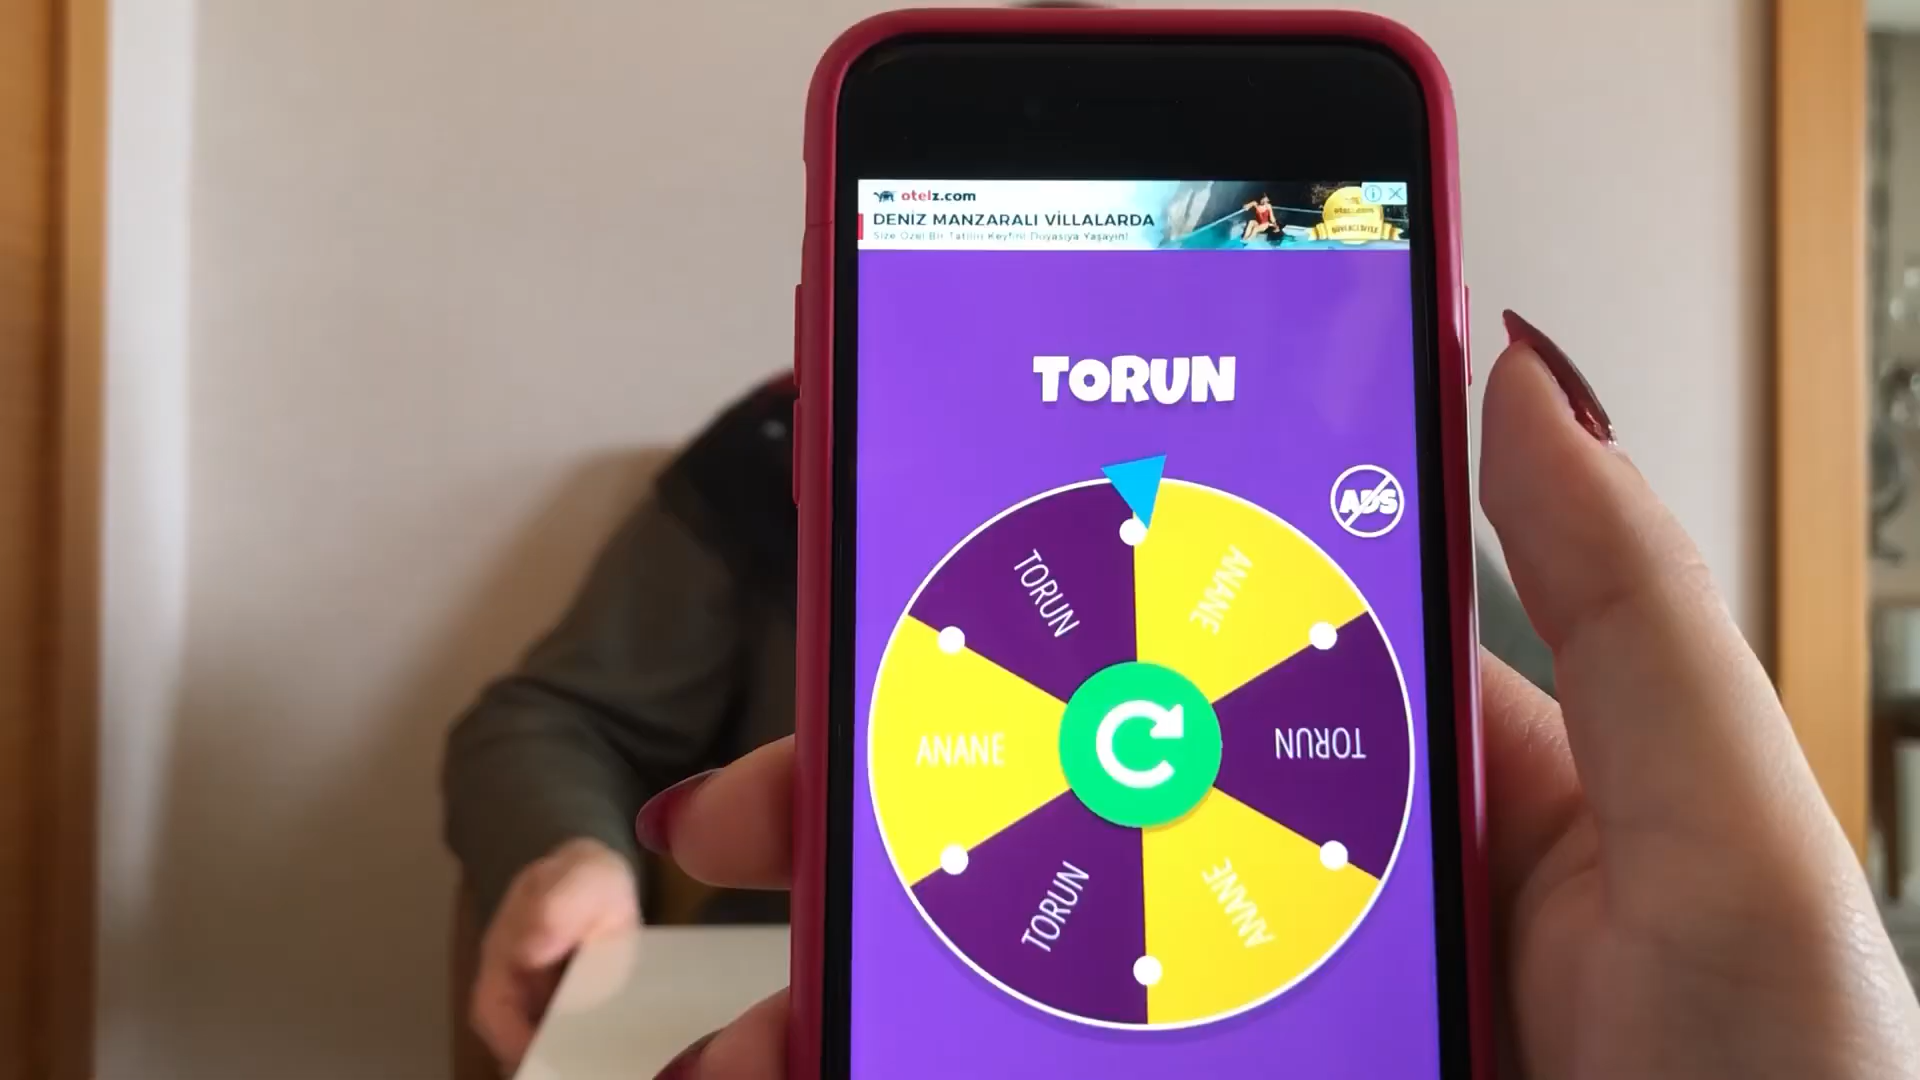 otelz.com
DENİZ MANZARALI VİLLALARDA
Size Özel Bir Tatilin Keyfini Doyasıya Yaşayın!
TORUN
ADS
TORUN
ANANE
ANANE
TORUN
TORUN
ANANE